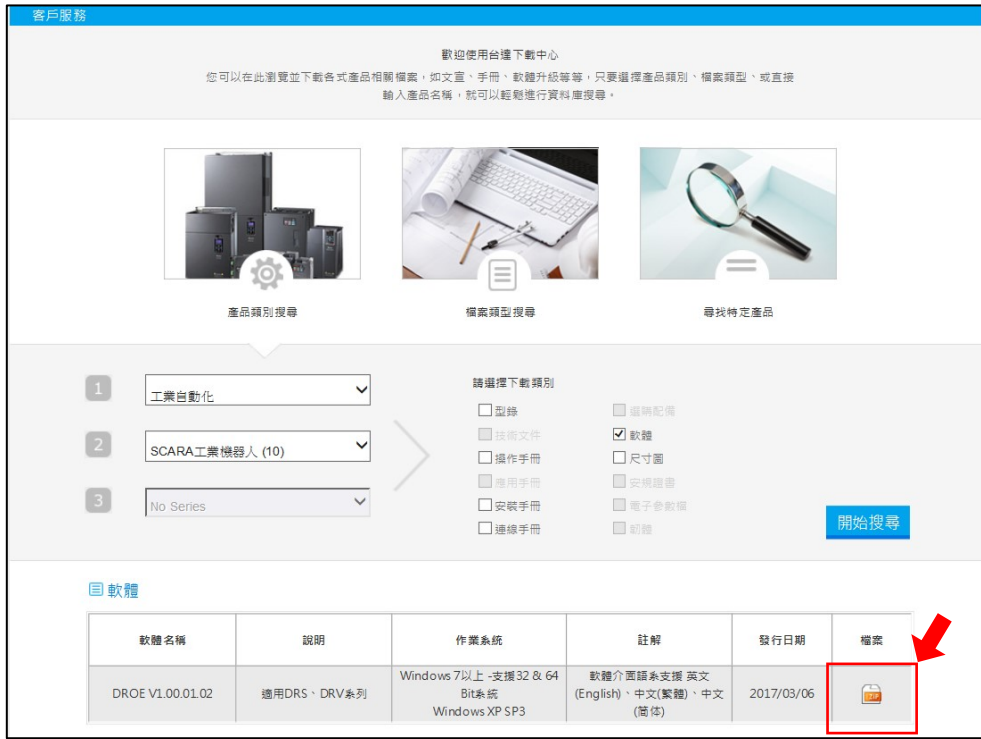 客戶服務
歡迎使用台達下載中心
您可以在此瀏覽並下載各式產品相關檔案，如文宣、手冊、軟體升級等等，只要選擇產品類別、檔案類型、或直接
輸入產品名稱，就可以輕鬆進行資料庫搜尋。
產品類別搜尋
檔案類型搜尋
尋找特定產品
1
工業自動化
2
SCARA工業機器人 (10)
3
No Series
請選擇下載類別
型錄
選購配備
技術文件
軟體
操作手冊
尺寸圖
應用手冊
安規證書
安裝手冊
電子參數檔
連線手冊
韌體
開始搜尋
軟體
軟體名稱
說明
作業系統
註解
發行日期
檔案
DROE V1.00.01.02
適用DRS、DRV系列
Windows 7以上 -支援32 & 64
Bit系統
Windows XP SP3
軟體介面語系支援 英文
(English)、中文(繁體)、中文
(简体)
2017/03/06
ZIP